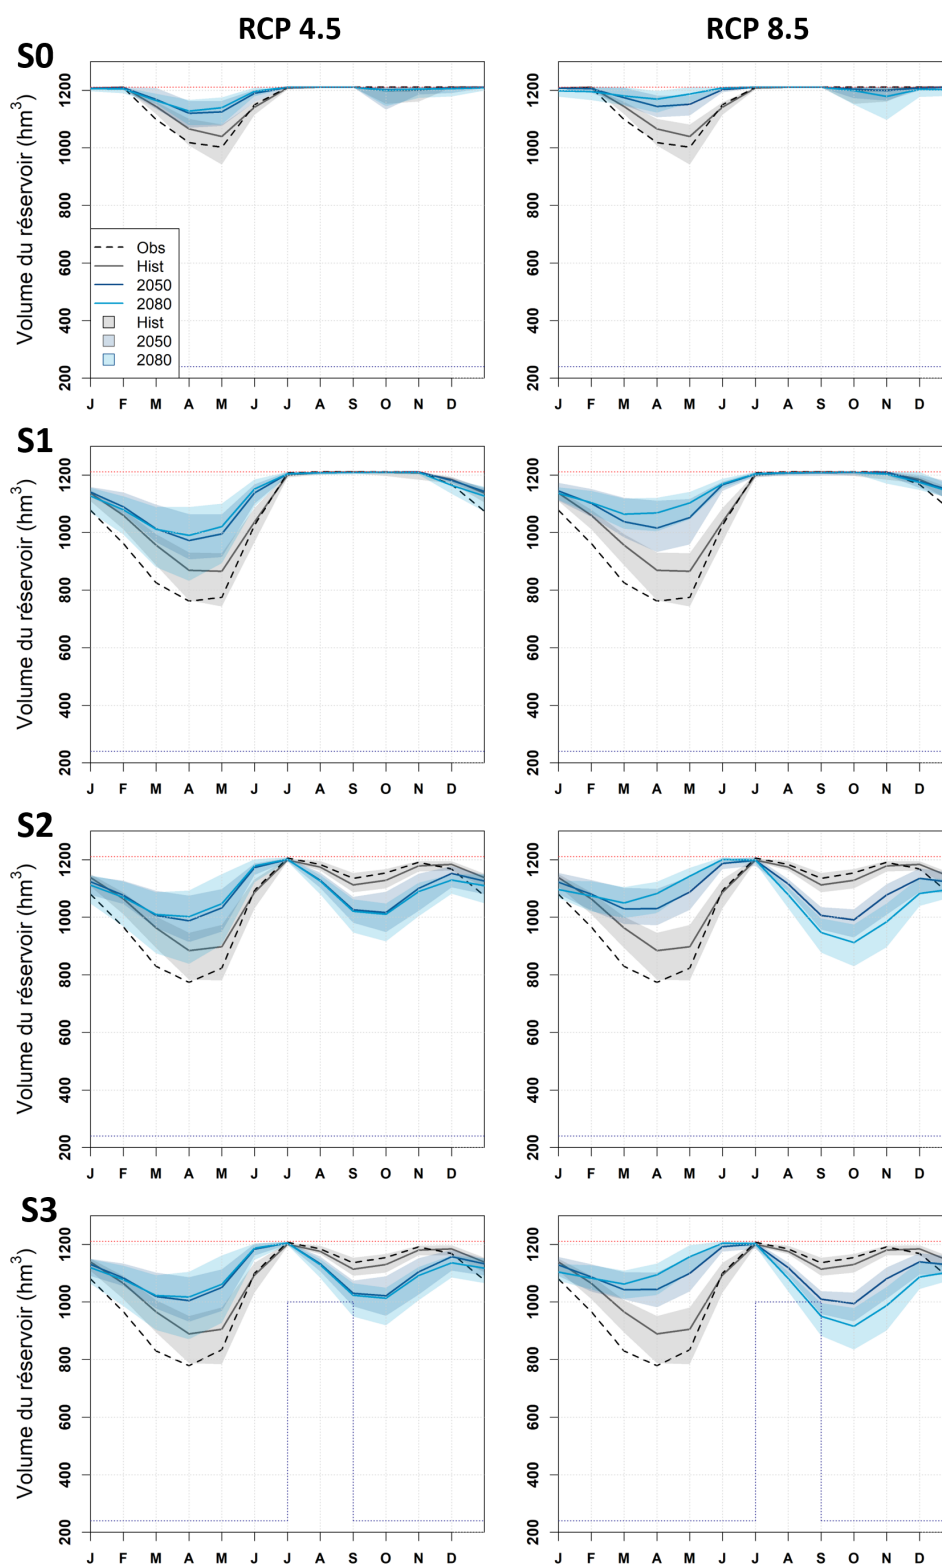 RCP 4.5
RCP 8.5
S0
Volume du réservoir (hm³)
200 400 600 800 1000 1200
Obs
Hist
2050
2080
Hist
2050
2080
J F M A M J J A S O N D
200 400 600 800 1000 1200
J F M A M J J A S O N D
S1
Volume du réservoir (hm³)
200 400 600 800 1000 1200
J F M A M J J A S O N D
200 400 600 800 1000 1200
J F M A M J J A S O N D
S2
Volume du réservoir (hm³)
200 400 600 800 1000 1200
J F M A M J J A S O N D
200 400 600 800 1000 1200
J F M A M J J A S O N D
S3
Volume du réservoir (hm³)
200 400 600 800 1000 1200
J F M A M J J A S O N D
200 400 600 800 1000 1200
J F M A M J J A S O N D